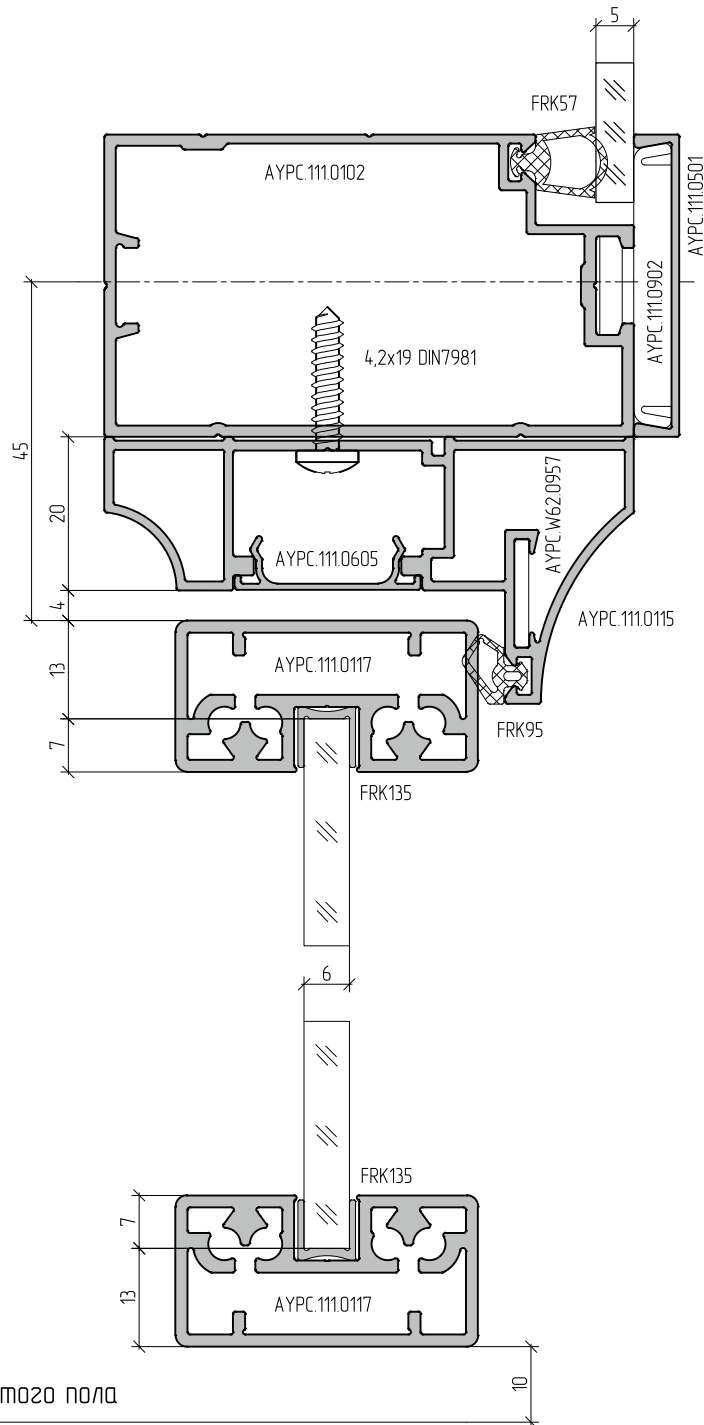 5
FRK57
AYPC.111.0102
AYPC.111.0501
AYPC.111.0902
4,2x19 DIN7981
45
20
AYPC.W62.0957
AYPC.111.0605
4
AYPC.111.0115
13
AYPC.111.0117
FRK95
7
FRK135
6
FRK135
7
13
AYPC.111.0117
10
того пола